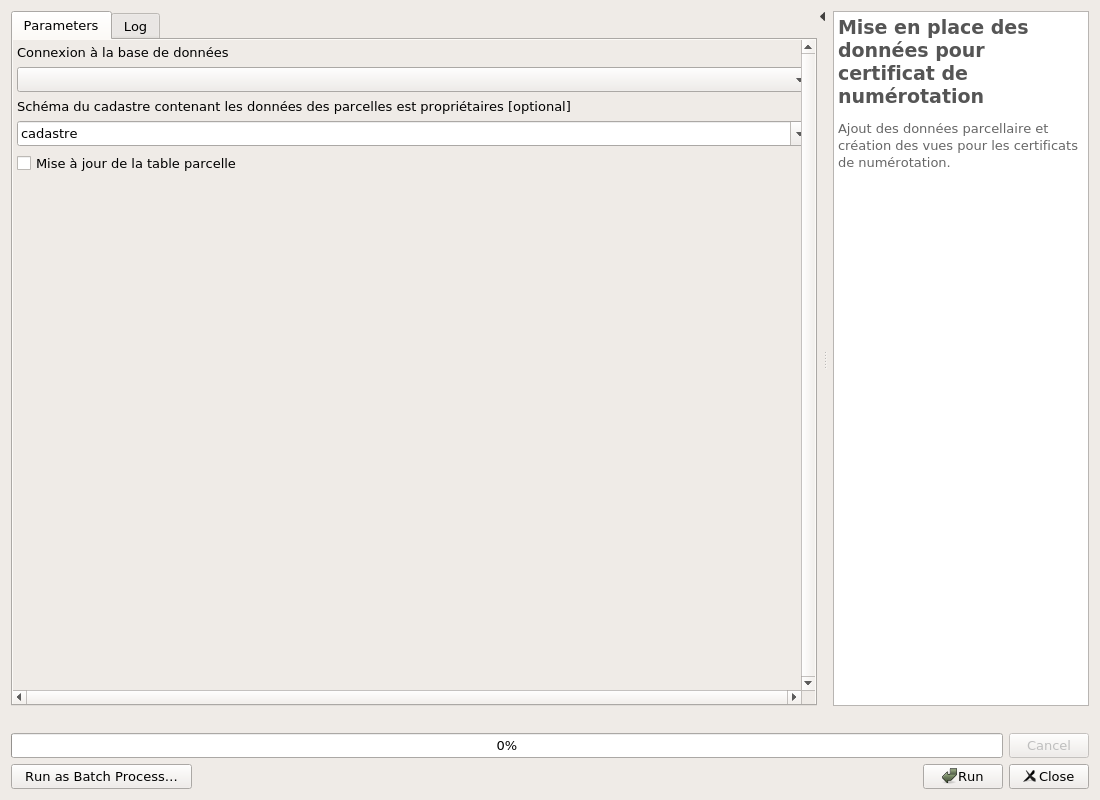 Parameters
Log
Connexion à la base de données
Schéma du cadastre contenant les données des parcelles est propriétaires [optional]
cadastre
Mise à jour de la table parcelle
Mise en place des
données pour
certificat de
numérotation
Ajout des données parcellaire et
création des vues pour les certificats
de numérotation.
0%
Cancel
Run as Batch Process...
Run
Close